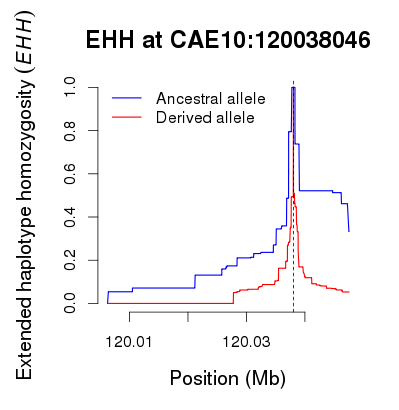 EHH at CAE10:120038046
Extended haplotype homozygosity (EHH)
1.0
0.8
0.6
0.4
0.2
0.0
Ancestral allele
Derived allele
120.01
120.03
Position (Mb)